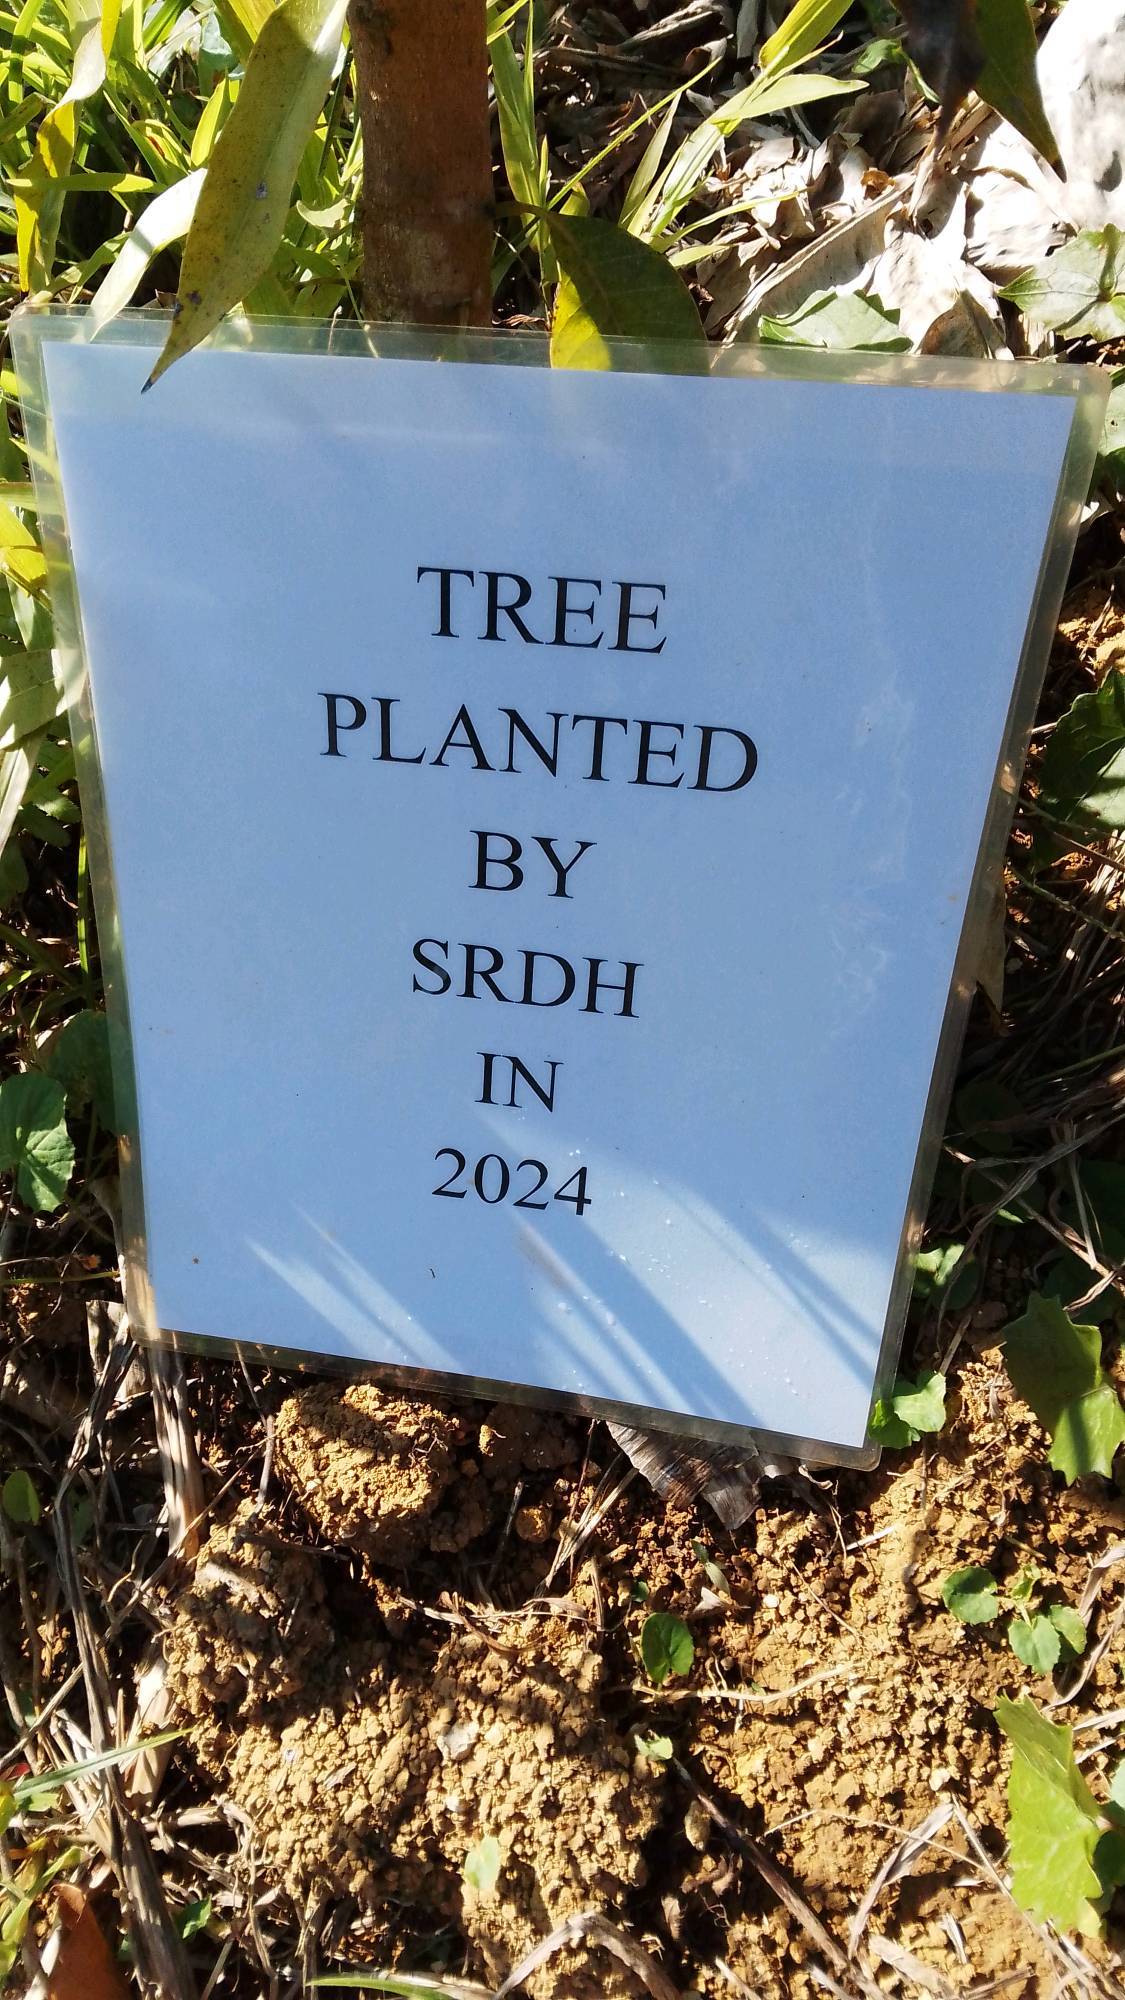 TREE
PLANTED
BY
SRDH
IN
2024